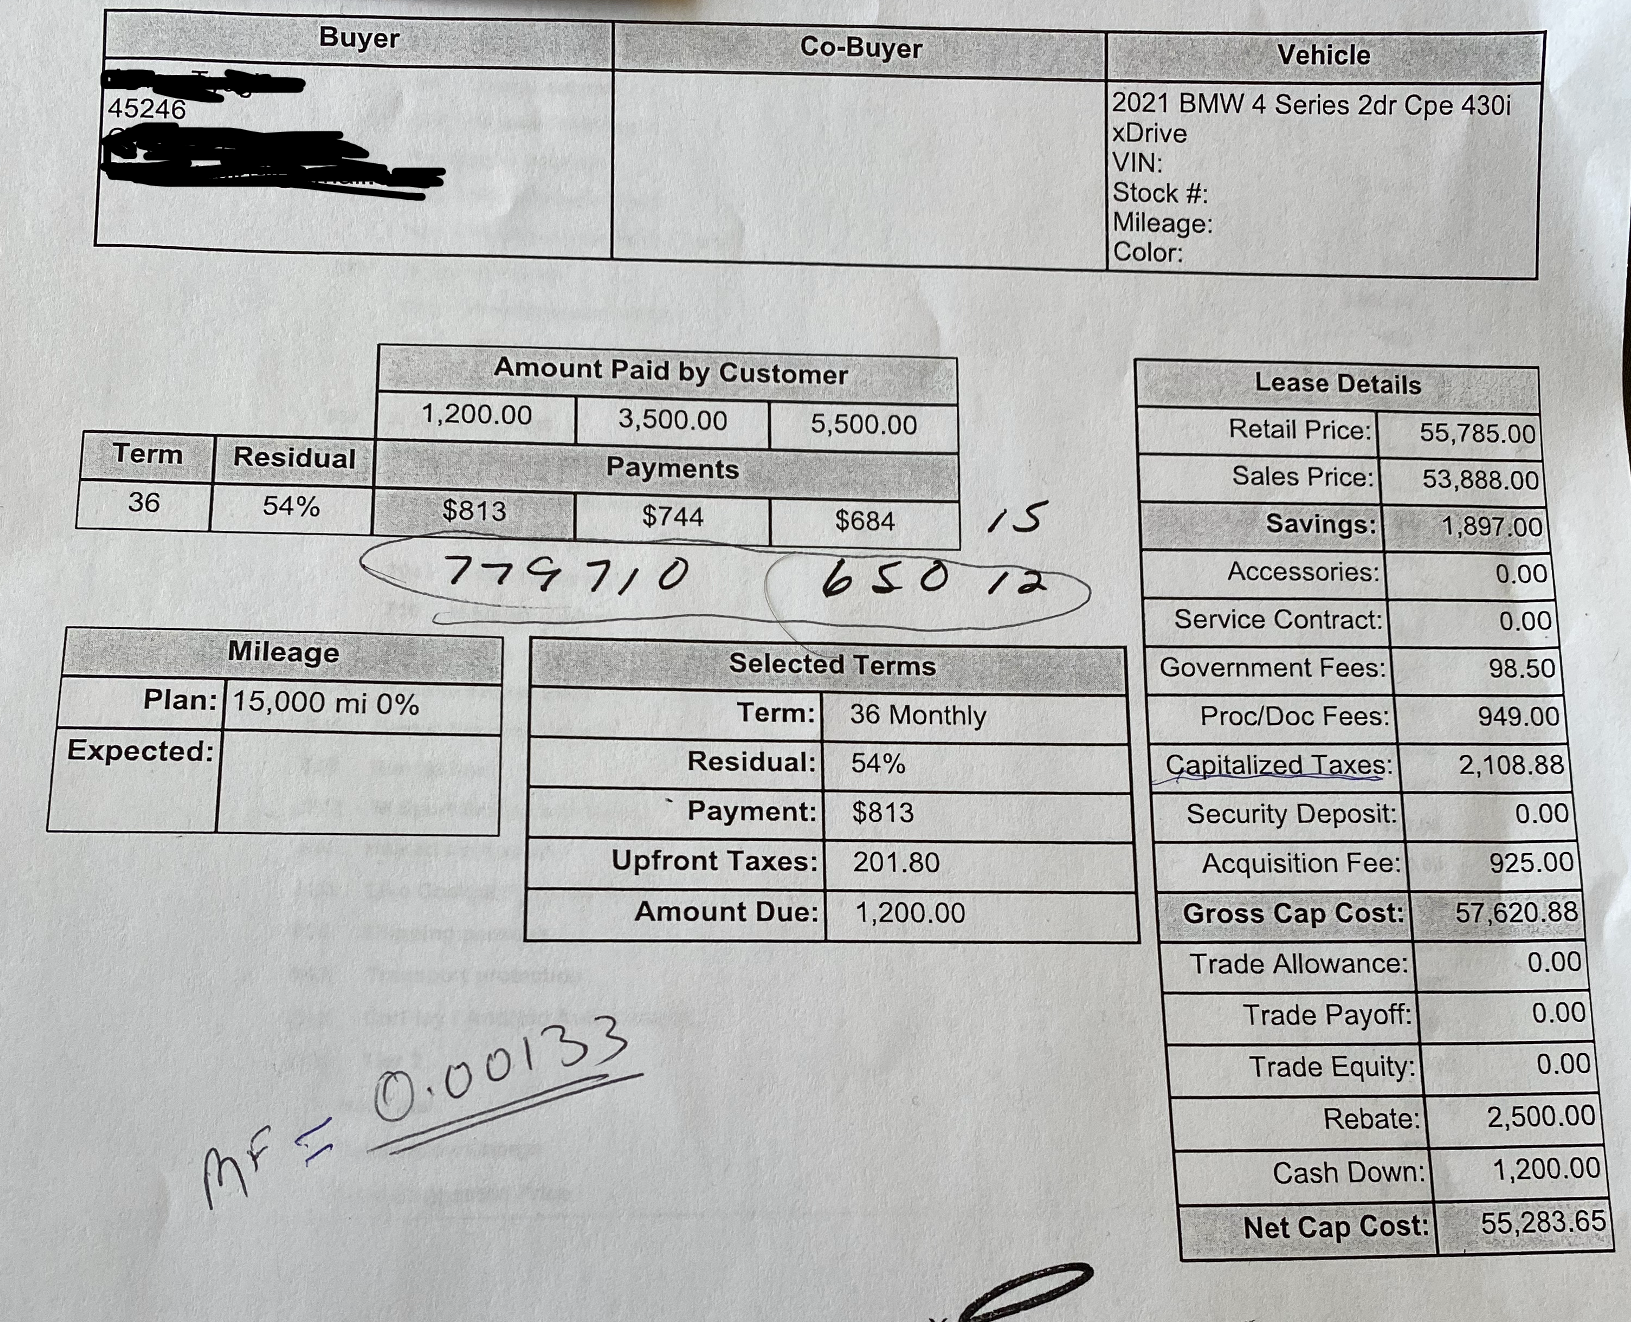 Buyer Co-Buyer Vehicle
45246
2021 BMW 4 Series 2dr Cpe 430i
xDrive
VIN:
Stock #:
Mileage:
Color:
Amount Paid by Customer
1,200.00 3,500.00 5,500.00
Term Residual Payments
36 54% $813 $744 $684 15
779 710 650 12
Mileage
Plan: 15,000 mi 0%
Expected:
Selected Terms
Term: 36 Monthly
Residual: 54%
Payment: $813
Upfront Taxes: 201.80
Amount Due: 1,200.00
MF = 0.00133
Lease Details
Retail Price: 55,785.00
Sales Price: 53,888.00
Savings: 1,897.00
Accessories: 0.00
Service Contract: 0.00
Government Fees: 98.50
Proc/Doc Fees: 949.00
Capitalized Taxes: 2,108.88
Security Deposit: 0.00
Acquisition Fee: 925.00
Gross Cap Cost: 57,620.88
Trade Allowance: 0.00
Trade Payoff: 0.00
Trade Equity: 0.00
Rebate: 2,500.00
Cash Down: 1,200.00
Net Cap Cost: 55,283.65